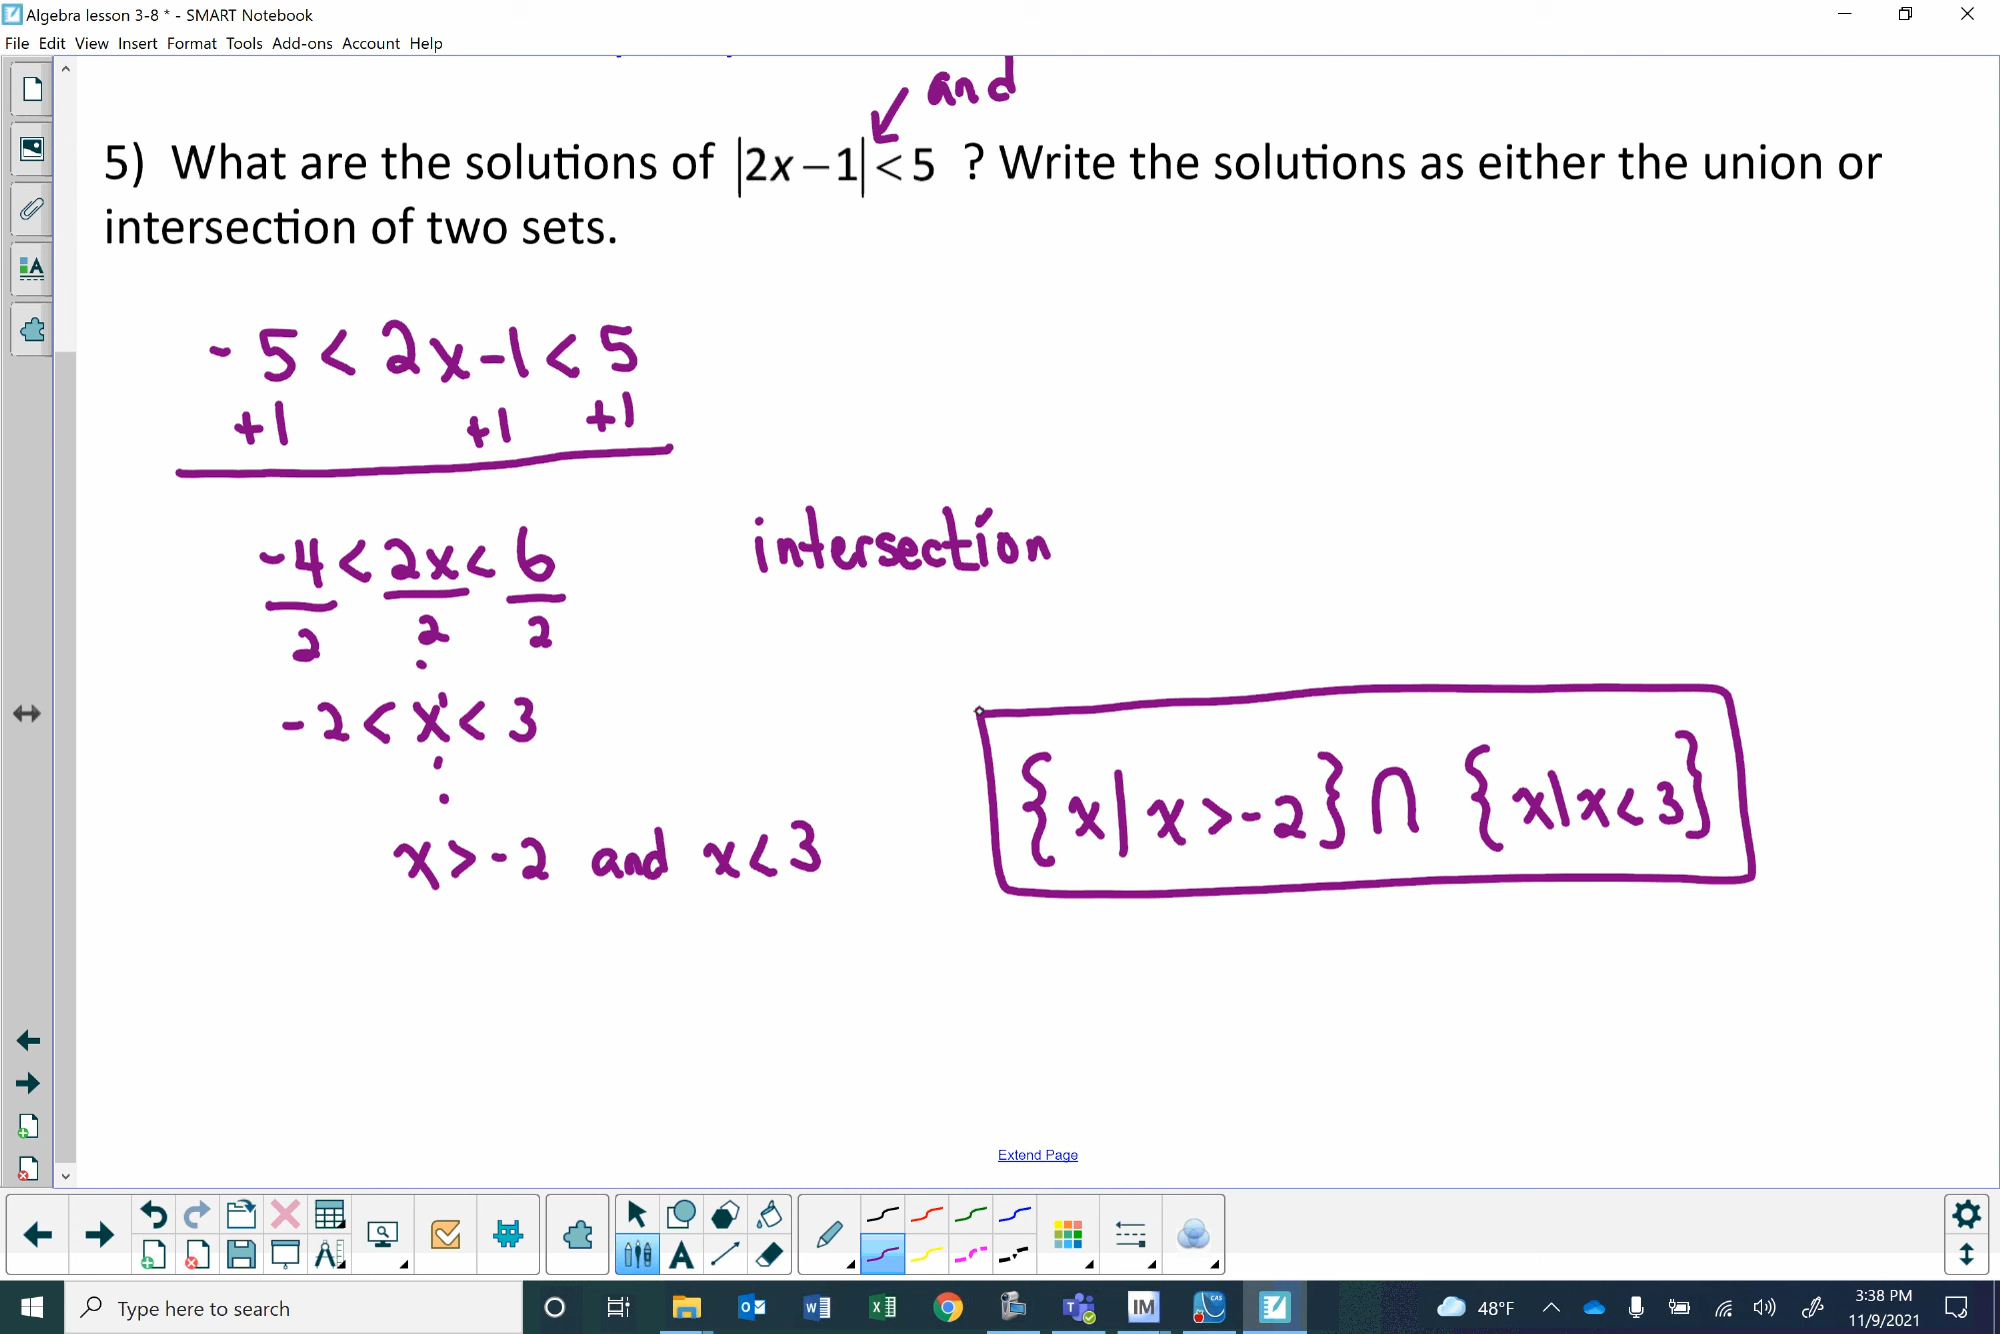 Algebra lesson 3-8 * - SMART Notebook
File Edit View Insert Format Tools Add-ons Account Help
and
5) What are the solutions of |2x−1|<5 ? Write the solutions as either the union or
intersection of two sets.
-5 < 2x-1 < 5
+1 +1 +1
-4 < 2x < 6
2 2 2
intersection
-2 < x < 3
{x| x>-2} ∩ {x|x<3}
x>-2 and x<3
Extend Page
Type here to search
48°F
3:38 PM
11/9/2021